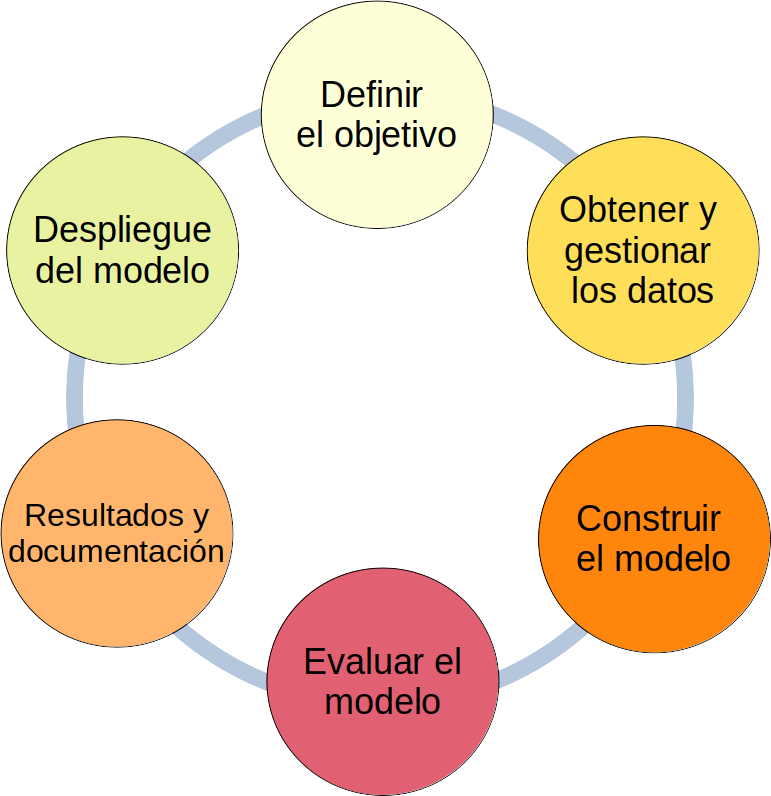 Definir
el objetivo
Obtener y
gestionar
los datos
Construir
el modelo
Evaluar el
modelo
Resultados y
documentación
Despliegue
del modelo